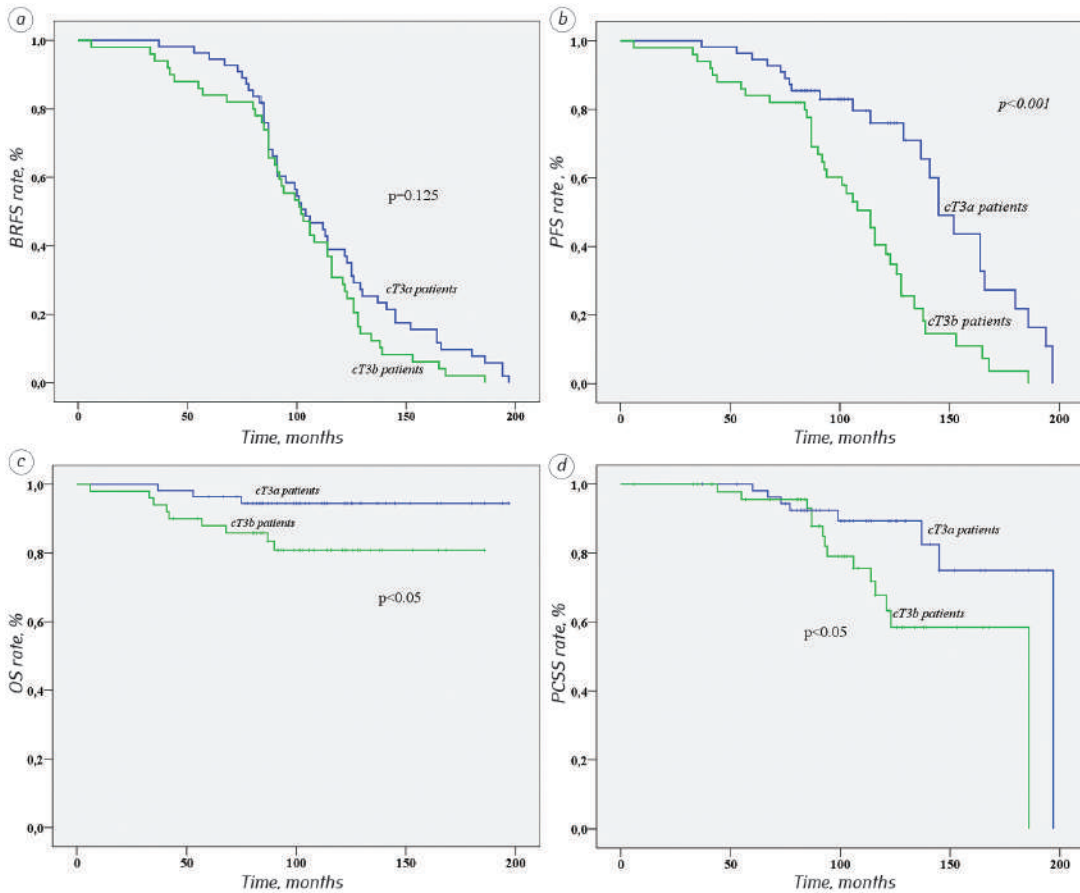 a
BRFS rate, %
1,0
0,8
0,6
0,4
0,2
0,0
p=0.125
cT3a patients
cT3b patients
0 50 100 150 200
Time, months
b
PFS rate, %
1,0
0,8
0,6
0,4
0,2
0,0
p<0.001
cT3a patients
cT3b patients
0 50 100 150 200
Time, months
c
OS rate, %
1,0
0,8
0,6
0,4
0,2
0,0
cT3a patients
cT3b patients
p<0.05
0 50 100 150 200
Time, months
d
PCSS rate, %
1,0
0,8
0,6
0,4
0,2
0,0
cT3a patients
cT3b patients
p<0.05
0 50 100 150 200
Time, months